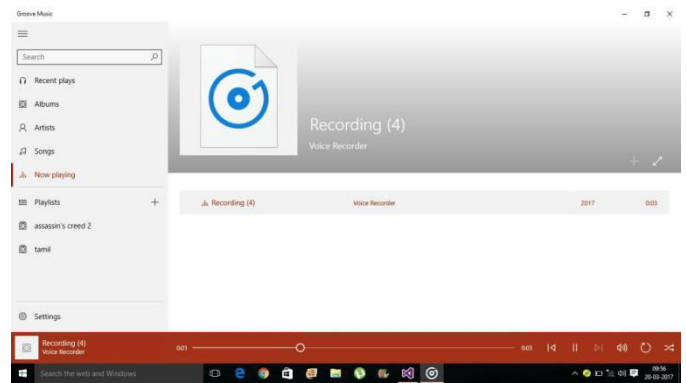 Groove Music
Search
Recent plays
Albums
Artists
Songs
Now playing
Playlists
assassin's creed 2
tamil
Settings
Recording (4)
Voice Recorder
Recording (4) Voice Recorder 2017 0:03
Recording (4)
Voice Recorder
0:01 0:03
Search the web and Windows
09:56
20-03-2017